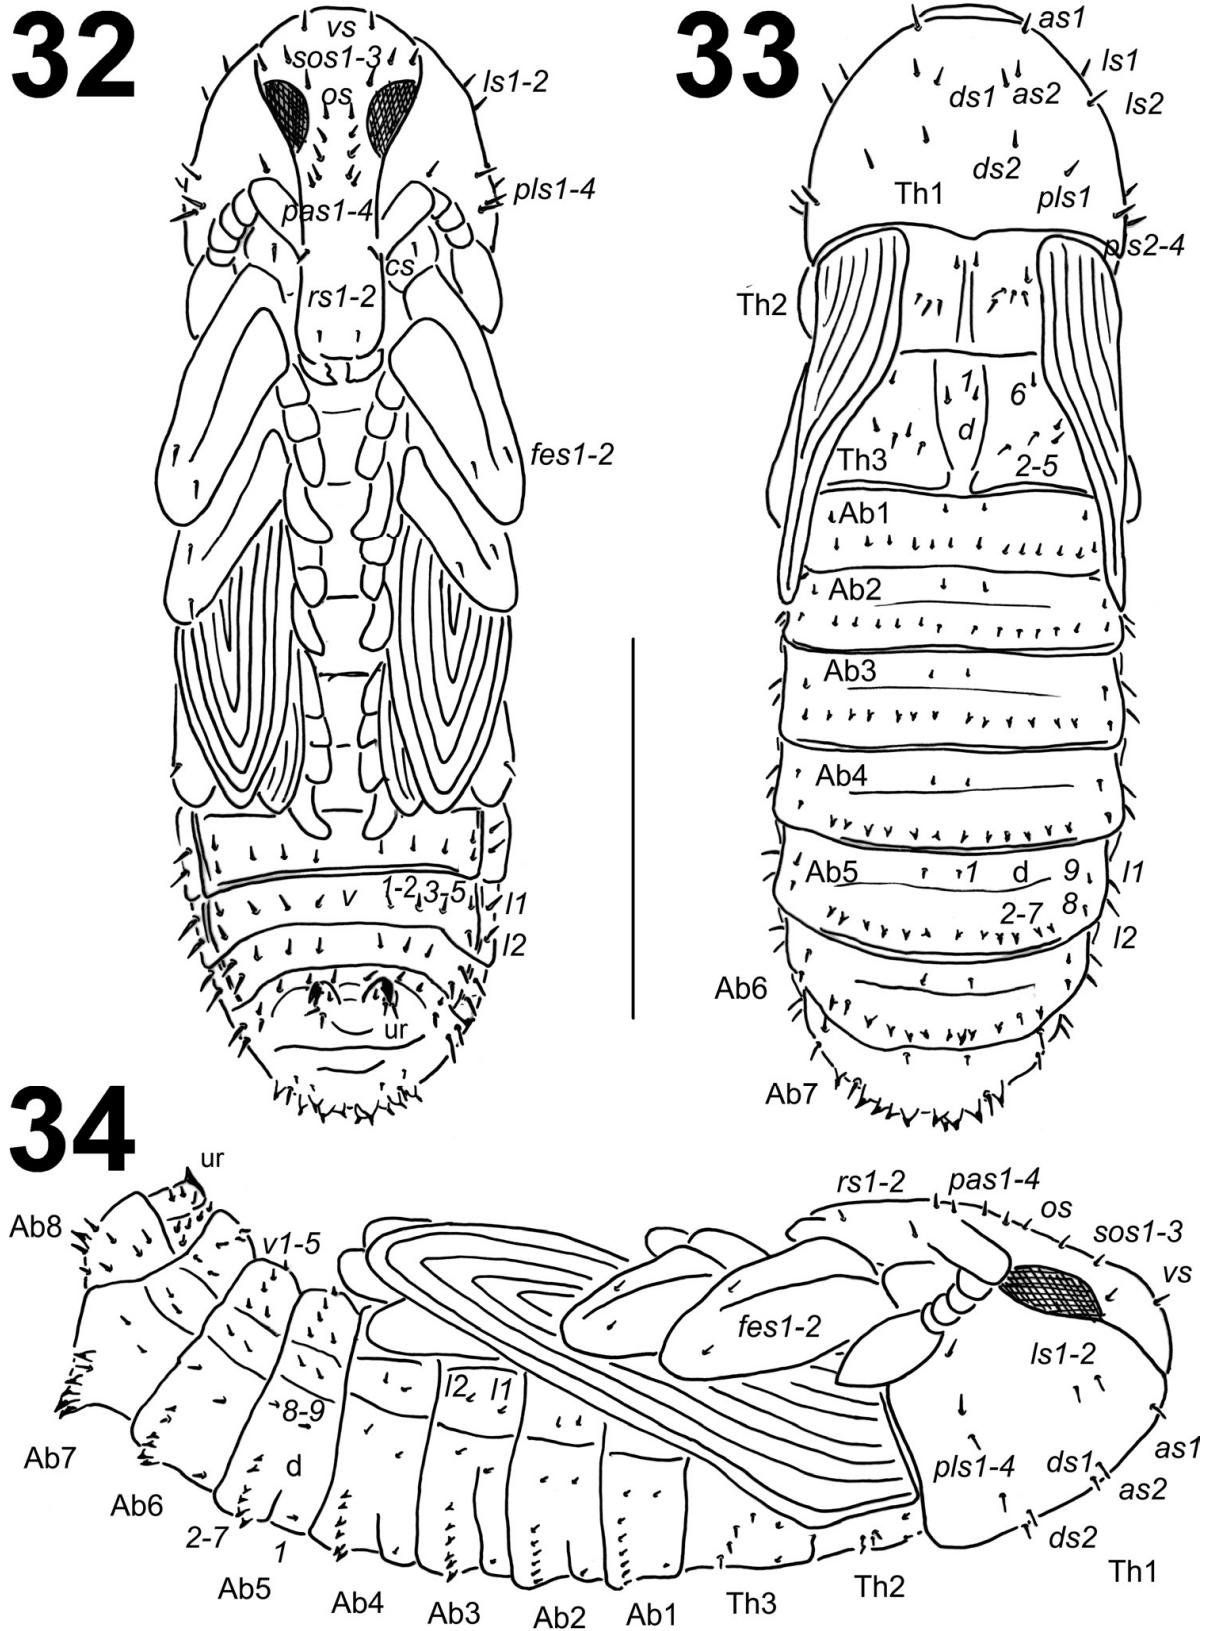 32
vs
sos1-3
os
ls1-2
pls1-4
pas1-4
cs
rs1-2
fes1-2
v 1-2 3-5 l1
l2
ur
33
as1
ls1
ds1 as2 ls2
ds2
Th1 pls1
pls2-4
Th2
1 6
d
Th3 2-5
Ab1
Ab2
Ab3
Ab4
Ab5 1 d 9 l1
2-7 8
l2
Ab6
Ab7
34
ur
Ab8
v1-5
rs1-2 pas1-4
os
sos1-3
vs
fes1-2
ls1-2
l2 l1
8-9
d
pls1-4 ds1 as1
as2
ds2
Ab7
Ab6
2-7 1
Ab5 Ab4 Ab3 Ab2 Ab1 Th3 Th2 Th1